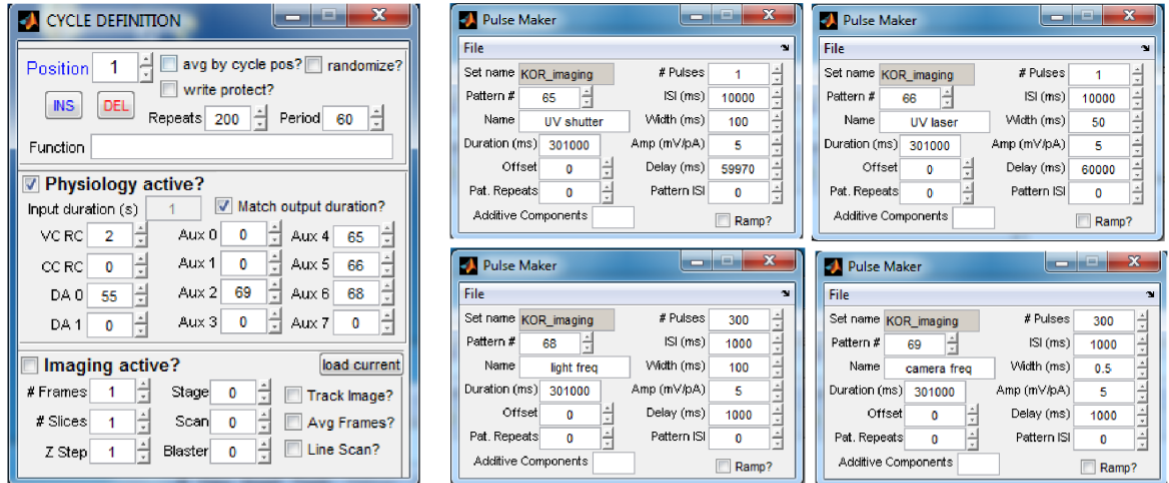 CYCLE DEFINITION
Position 1 avg by cycle pos? randomize?
write protect?
INS DEL Repeats 200 Period 60
Function
Physiology active?
Input duration (s) 1 Match output duration?
VC RC 2 Aux 0 0 Aux 4 65
CC RC 0 Aux 1 0 Aux 5 66
DA 0 55 Aux 2 69 Aux 6 68
DA 1 0 Aux 3 0 Aux 7 0
Imaging active? load current
# Frames 1 Stage 0 Track Image?
# Slices 1 Scan 0 Avg Frames?
Z Step 1 Blaster 0 Line Scan?
Pulse Maker
File
Set name KOR_imaging # Pulses 1
Pattern # 65 ISI (ms) 10000
Name UV shutter Width (ms) 100
Duration (ms) 301000 Amp (mV/pA) 5
Offset 0 Delay (ms) 59970
Pat. Repeats 0 Pattern ISI 0
Additive Components Ramp?
Pulse Maker
File
Set name KOR_imaging # Pulses 1
Pattern # 66 ISI (ms) 10000
Name UV laser Width (ms) 50
Duration (ms) 301000 Amp (mV/pA) 5
Offset 0 Delay (ms) 60000
Pat. Repeats 0 Pattern ISI 0
Additive Components Ramp?
Pulse Maker
File
Set name KOR_imaging # Pulses 300
Pattern # 68 ISI (ms) 1000
Name light freq Width (ms) 100
Duration (ms) 301000 Amp (mV/pA) 5
Offset 0 Delay (ms) 1000
Pat. Repeats 0 Pattern ISI 0
Additive Components Ramp?
Pulse Maker
File
Set name KOR_imaging # Pulses 300
Pattern # 69 ISI (ms) 1000
Name camera freq Width (ms) 0.5
Duration (ms) 301000 Amp (mV/pA) 5
Offset 0 Delay (ms) 1000
Pat. Repeats 0 Pattern ISI 0
Additive Components Ramp?